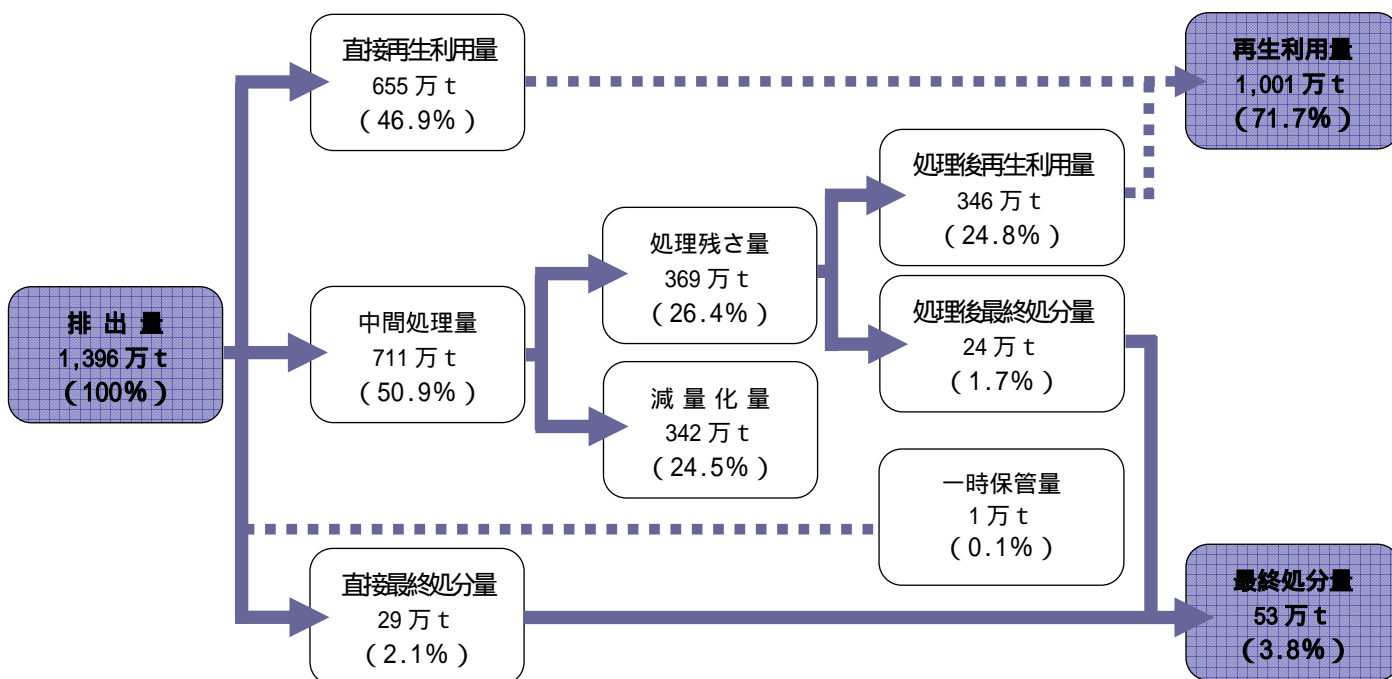 直接再生利用量
655 万 t
(46.9%)
再生利用量
1,001 万 t
(71.7%)
処理後再生利用量
346 万 t
(24.8%)
処理残さ量
369 万 t
(26.4%)
排 出 量
1,396 万 t
(100%)
中間処理量
711 万 t
(50.9%)
処理後最終処分量
24 万 t
(1.7%)
減 量 化 量
342 万 t
(24.5%)
一時保管量
1 万 t
(0.1%)
直接最終処分量
29 万 t
(2.1%)
最終処分量
53 万 t
(3.8%)